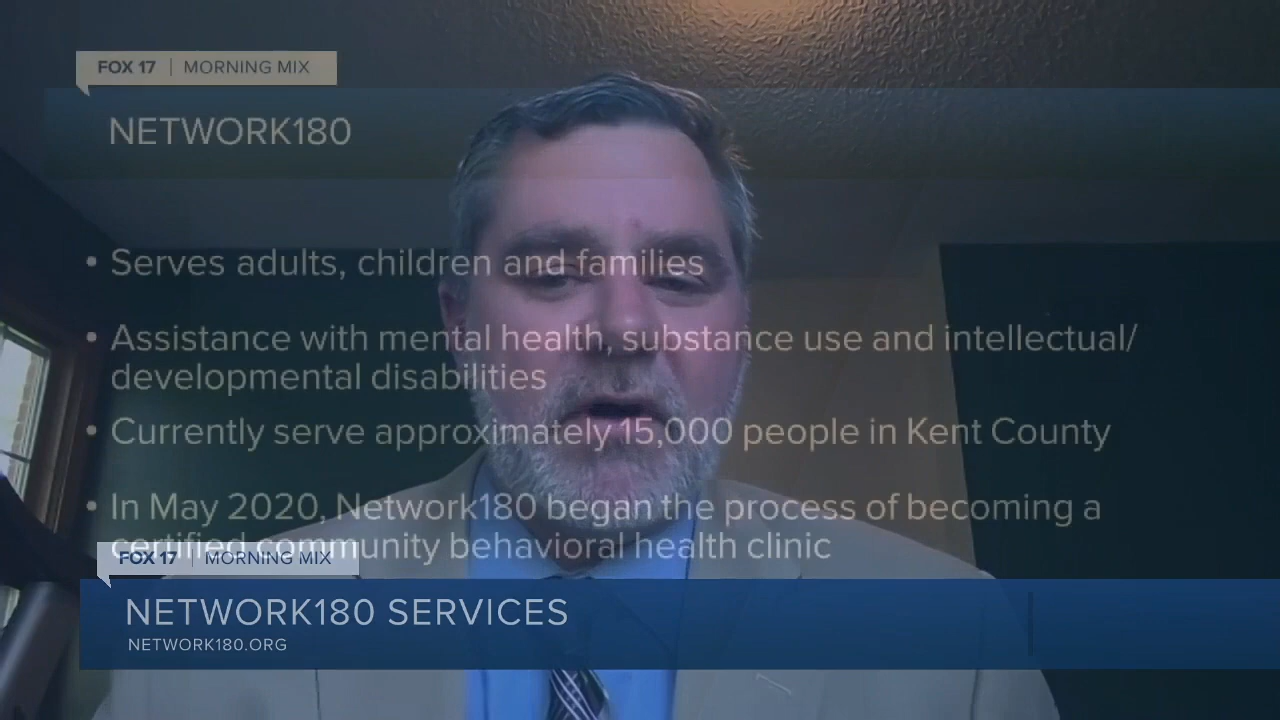 FOX 17 | MORNING MIX
NETWORK180
• Serves adults, children and families
• Assistance with mental health, substance use and intellectual/
developmental disabilities
• Currently serve approximately 15,000 people in Kent County
• In May 2020, Network180 began the process of becoming a
certified community behavioral health clinic
FOX 17 | MORNING MIX
NETWORK180 SERVICES
NETWORK180.ORG